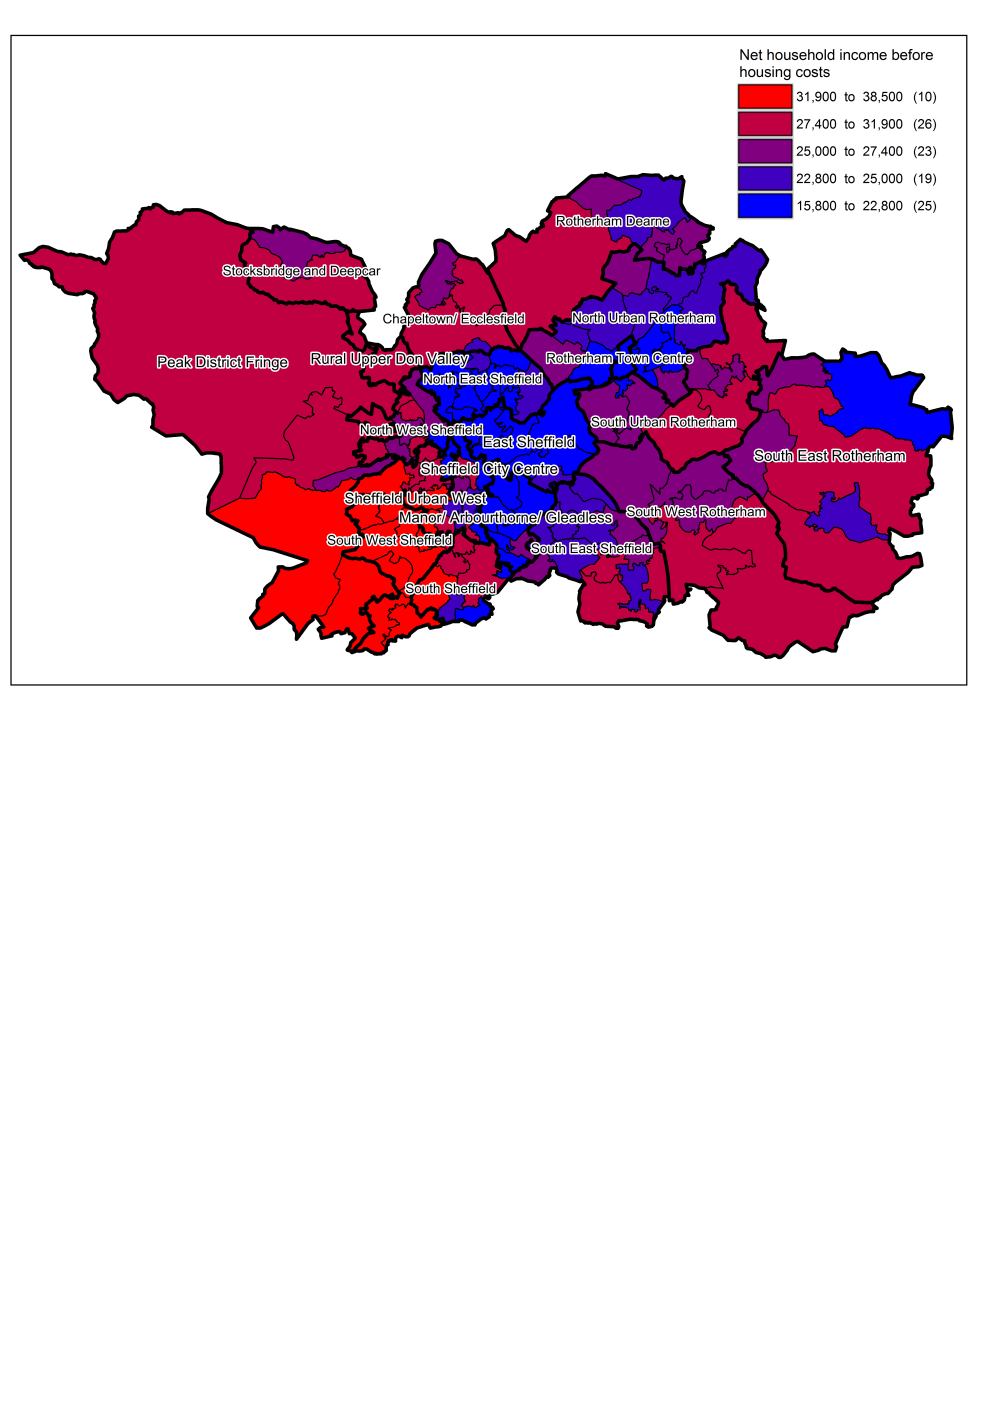 Net household income before
housing costs
31,900 to 38,500 (10)
27,400 to 31,900 (26)
25,000 to 27,400 (23)
22,800 to 25,000 (19)
15,800 to 22,800 (25)
Rotherham Dearne
Stocksbridge and Deepcar
Chapeltown/ Ecclesfield
North Urban Rotherham
Peak District Fringe
Rural Upper Don Valley
Rotherham Town Centre
North East Sheffield
South Urban Rotherham
North West Sheffield
East Sheffield
South East Rotherham
Sheffield City Centre
Sheffield Urban West
Manor/ Arbourthorne/ Gleadless
South West Rotherham
South West Sheffield
South East Sheffield
South Sheffield